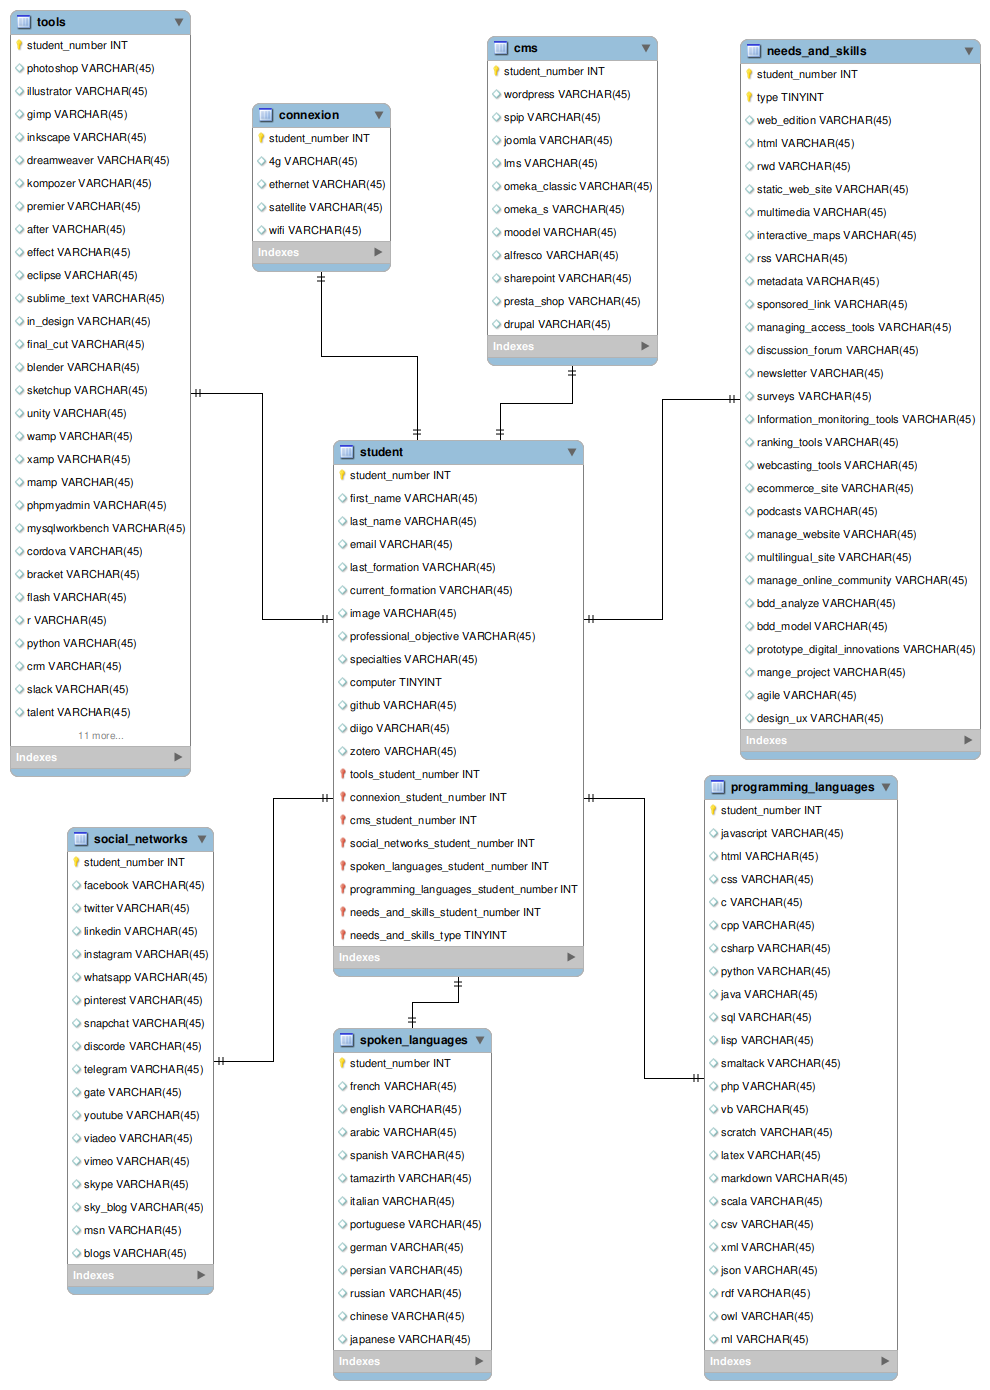 tools
student_number INT
photoshop VARCHAR(45)
illustrator VARCHAR(45)
gimp VARCHAR(45)
inkscape VARCHAR(45)
dreamweaver VARCHAR(45)
kompozer VARCHAR(45)
premier VARCHAR(45)
after VARCHAR(45)
effect VARCHAR(45)
eclipse VARCHAR(45)
sublime_text VARCHAR(45)
in_design VARCHAR(45)
final_cut VARCHAR(45)
blender VARCHAR(45)
sketchup VARCHAR(45)
unity VARCHAR(45)
wamp VARCHAR(45)
xamp VARCHAR(45)
mamp VARCHAR(45)
phpmyadmin VARCHAR(45)
mysqlworkbench VARCHAR(45)
cordova VARCHAR(45)
bracket VARCHAR(45)
flash VARCHAR(45)
r VARCHAR(45)
python VARCHAR(45)
crm VARCHAR(45)
slack VARCHAR(45)
talent VARCHAR(45)
11 more...
Indexes
connexion
student_number INT
4g VARCHAR(45)
ethernet VARCHAR(45)
satellite VARCHAR(45)
wifi VARCHAR(45)
Indexes
cms
student_number INT
wordpress VARCHAR(45)
spip VARCHAR(45)
joomla VARCHAR(45)
lms VARCHAR(45)
omeka_classic VARCHAR(45)
omeka_s VARCHAR(45)
moodel VARCHAR(45)
alfresco VARCHAR(45)
sharepoint VARCHAR(45)
presta_shop VARCHAR(45)
drupal VARCHAR(45)
Indexes
needs_and_skills
student_number INT
type TINYINT
web_edition VARCHAR(45)
html VARCHAR(45)
rwd VARCHAR(45)
static_web_site VARCHAR(45)
multimedia VARCHAR(45)
interactive_maps VARCHAR(45)
rss VARCHAR(45)
metadata VARCHAR(45)
sponsored_link VARCHAR(45)
managing_access_tools VARCHAR(45)
discussion_forum VARCHAR(45)
newsletter VARCHAR(45)
surveys VARCHAR(45)
Information_monitoring_tools VARCHAR(45)
ranking_tools VARCHAR(45)
webcasting_tools VARCHAR(45)
ecommerce_site VARCHAR(45)
podcasts VARCHAR(45)
manage_website VARCHAR(45)
multilingual_site VARCHAR(45)
manage_online_community VARCHAR(45)
bdd_analyze VARCHAR(45)
bdd_model VARCHAR(45)
prototype_digital_innovations VARCHAR(45)
mange_project VARCHAR(45)
agile VARCHAR(45)
design_ux VARCHAR(45)
Indexes
student
student_number INT
first_name VARCHAR(45)
last_name VARCHAR(45)
email VARCHAR(45)
last_formation VARCHAR(45)
current_formation VARCHAR(45)
image VARCHAR(45)
professional_objective VARCHAR(45)
specialties VARCHAR(45)
computer TINYINT
github VARCHAR(45)
diigo VARCHAR(45)
zotero VARCHAR(45)
tools_student_number INT
connexion_student_number INT
cms_student_number INT
social_networks_student_number INT
spoken_languages_student_number INT
programming_languages_student_number INT
needs_and_skills_student_number INT
needs_and_skills_type TINYINT
Indexes
social_networks
student_number INT
facebook VARCHAR(45)
twitter VARCHAR(45)
linkedin VARCHAR(45)
instagram VARCHAR(45)
whatsapp VARCHAR(45)
pinterest VARCHAR(45)
snapchat VARCHAR(45)
discorde VARCHAR(45)
telegram VARCHAR(45)
gate VARCHAR(45)
youtube VARCHAR(45)
viadeo VARCHAR(45)
vimeo VARCHAR(45)
skype VARCHAR(45)
sky_blog VARCHAR(45)
msn VARCHAR(45)
blogs VARCHAR(45)
Indexes
spoken_languages
student_number INT
french VARCHAR(45)
english VARCHAR(45)
arabic VARCHAR(45)
spanish VARCHAR(45)
tamazirth VARCHAR(45)
italian VARCHAR(45)
portuguese VARCHAR(45)
german VARCHAR(45)
persian VARCHAR(45)
russian VARCHAR(45)
chinese VARCHAR(45)
japanese VARCHAR(45)
Indexes
programming_languages
student_number INT
javascript VARCHAR(45)
html VARCHAR(45)
css VARCHAR(45)
c VARCHAR(45)
cpp VARCHAR(45)
csharp VARCHAR(45)
python VARCHAR(45)
java VARCHAR(45)
sql VARCHAR(45)
lisp VARCHAR(45)
smaltack VARCHAR(45)
php VARCHAR(45)
vb VARCHAR(45)
scratch VARCHAR(45)
latex VARCHAR(45)
markdown VARCHAR(45)
scala VARCHAR(45)
csv VARCHAR(45)
xml VARCHAR(45)
json VARCHAR(45)
rdf VARCHAR(45)
owl VARCHAR(45)
ml VARCHAR(45)
Indexes